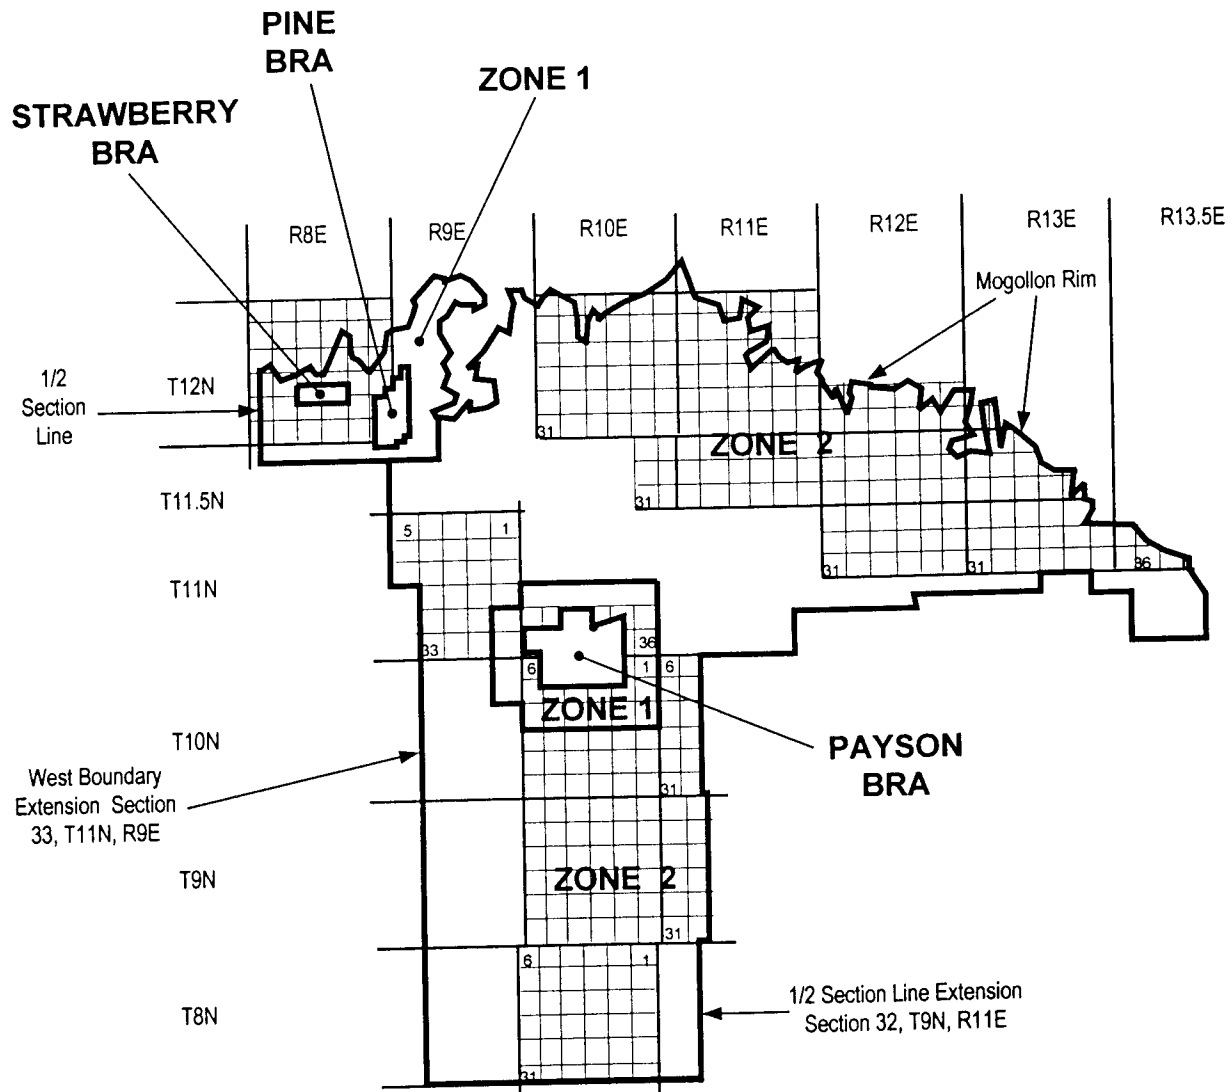 PINE
BRA
ZONE 1
STRAWBERRY
BRA
R8E
R9E
R10E
R11E
R12E
R13E
R13.5E
Mogollon Rim
1/2
Section
Line
T12N
31
ZONE 2
T11.5N
31
5
1
T11N
31
31
36
33
36
6
1
6
ZONE 1
T10N
PAYSON
BRA
West Boundary
Extension Section
33, T11N, R9E
31
T9N
ZONE 2
31
6
1
T8N
1/2 Section Line Extension
Section 32, T9N, R11E
31